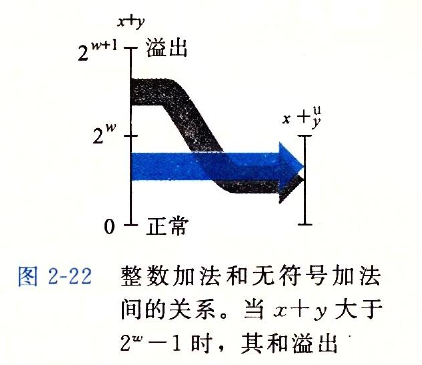 x+y
2^{w+1} 溢出
x +^u_y
2^w
0 正常
图 2-22 整数加法和无符号加法
间的关系。当 x+y 大于
2^w-1 时，其和溢出